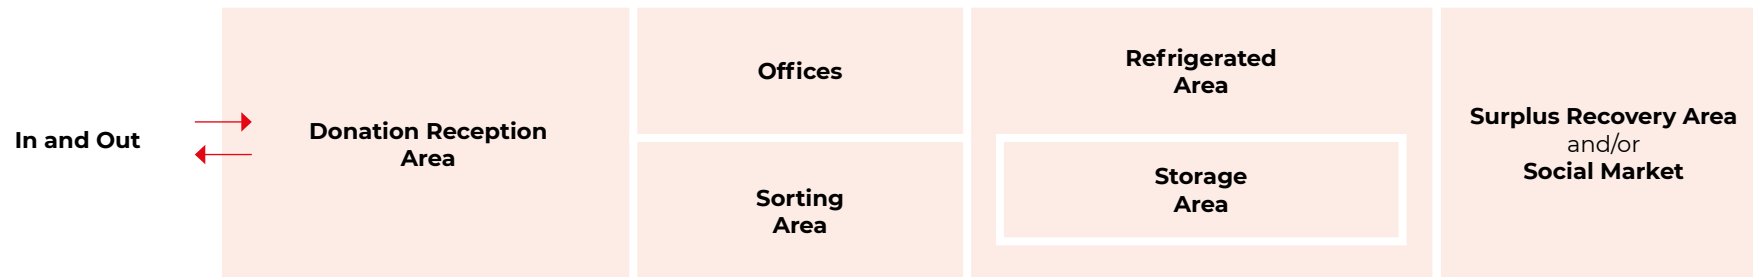 In and Out
Donation Reception
Area
Offices
Sorting
Area
Refrigerated
Area
Storage
Area
Surplus Recovery Area
and/or
Social Market